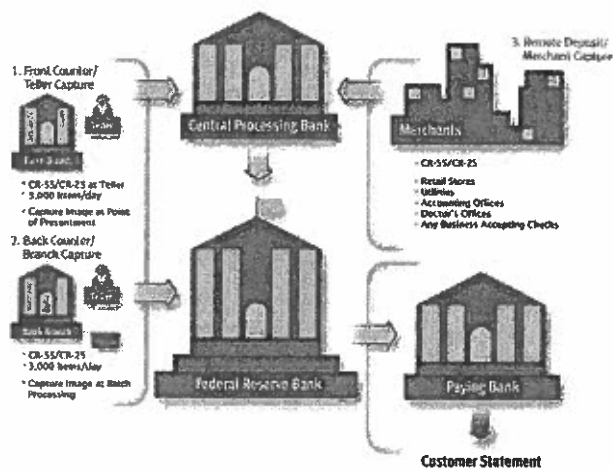 1. Front Counter/
Teller Capture
Teller
* CR-55/CR-25 at Teller
* 3,000 items/day
* Capture Image at Point
of Presentment
2. Back Counter/
Branch Capture
* CR-55/CR-25
* 3,000 items/day
* Capture Image at Batch
Processing
Central Processing Bank
Federal Reserve Bank
3. Remote Deposit/
Merchant Capture
Merchants
CR-55/CR-25
Retail Stores
Utilities
Accounting Offices
Doctor's Offices
Any Business Accepting Checks
Paying Bank
Customer Statement